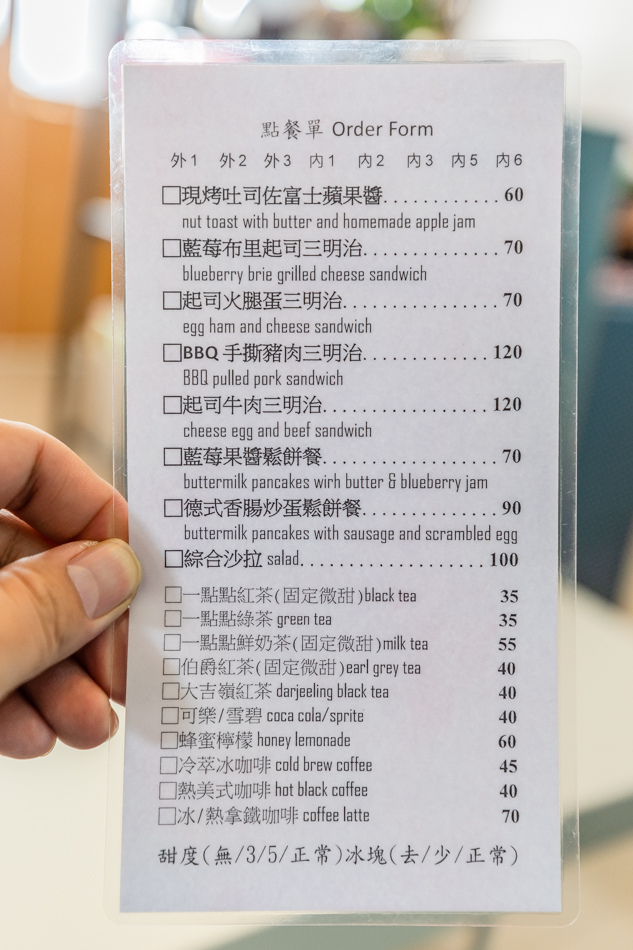 點餐單 Order Form
外1 外2 外3 內1 內2 內3 內5 內6
□現烤吐司佐富士蘋果醬............60
nut toast with butter and homemade apple jam
□藍莓布里起司三明治..............70
blueberry brie grilled cheese sandwich
□起司火腿蛋三明治................70
egg ham and cheese sandwich
□BBQ 手撕豬肉三明治.............120
BBQ pulled pork sandwich
□起司牛肉三明治.................120
cheese egg and beef sandwich
□藍莓果醬鬆餅餐..................70
buttermilk pancakes wirh butter & blueberry jam
□德式香腸炒蛋鬆餅餐..............90
buttermilk pancakes with sausage and scrambled egg
□綜合沙拉 salad...................100
□一點點紅茶(固定微甜)black tea 35
□一點點綠茶 green tea 35
□一點點鮮奶茶(固定微甜)milk tea 55
□伯爵紅茶(固定微甜)earl grey tea 40
□大吉嶺紅茶 darjeeling black tea 40
□可樂/雪碧 coca cola/sprite 40
□蜂蜜檸檬 honey lemonade 60
□冷萃冰咖啡 cold brew coffee 45
□熱美式咖啡 hot black coffee 40
□冰/熱拿鐵咖啡 coffee latte 70
甜度(無/3/5/正常)冰塊(去/少/正常)